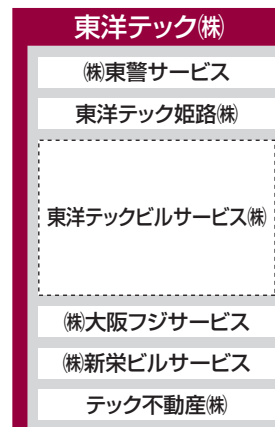 東洋テック㈱
㈱東警サービス
東洋テック姫路㈱
東洋テックビルサービス㈱
㈱大阪フジサービス
㈱新栄ビルサービス
テック不動産㈱